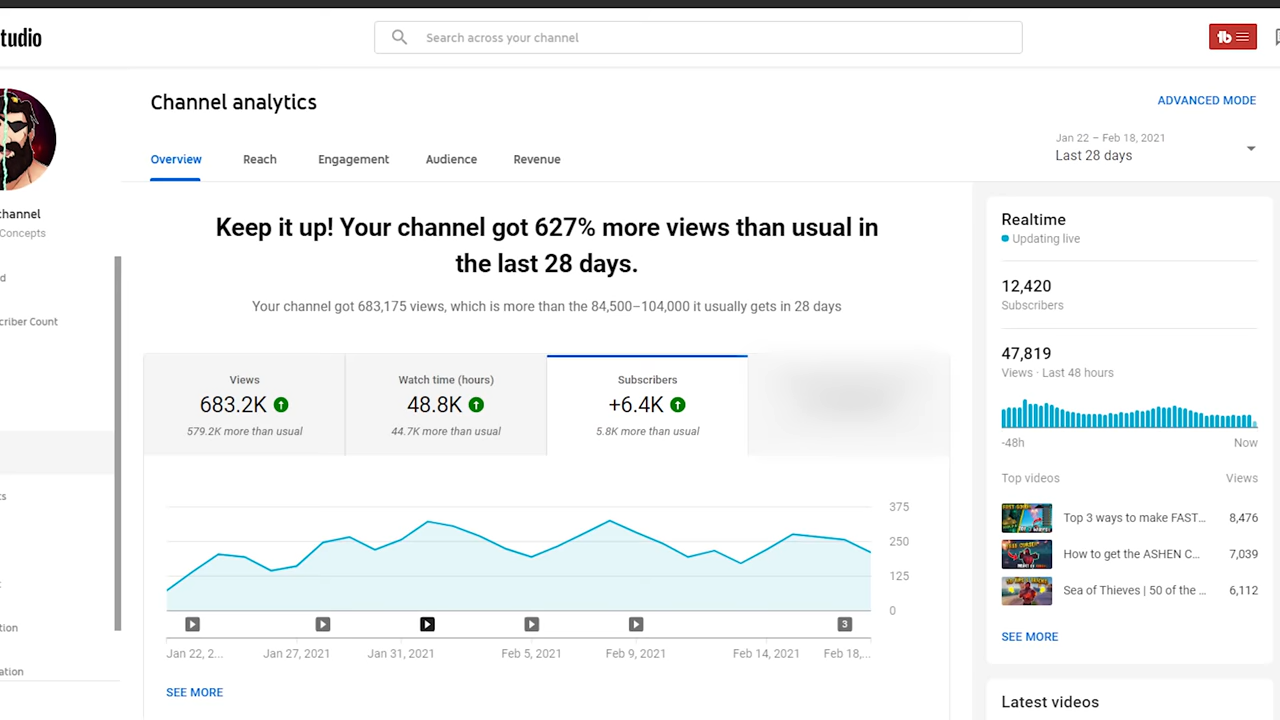 tudio
Search across your channel
tb
Channel analytics
ADVANCED MODE
Jan 22 – Feb 18, 2021
Last 28 days
Overview
Reach
Engagement
Audience
Revenue
channel
Concepts
d
criber Count
ts
tion
ation
Keep it up! Your channel got 627% more views than usual in
the last 28 days.
Your channel got 683,175 views, which is more than the 84,500–104,000 it usually gets in 28 days
Views
683.2K
579.2K more than usual
Watch time (hours)
48.8K
44.7K more than usual
Subscribers
+6.4K
5.8K more than usual
375
250
125
0
3
Jan 22, 2...
Jan 27, 2021
Jan 31, 2021
Feb 5, 2021
Feb 9, 2021
Feb 14, 2021
Feb 18,...
SEE MORE
Realtime
Updating live
12,420
Subscribers
47,819
Views · Last 48 hours
-48h
Now
Top videos
Views
Top 3 ways to make FAST...
8,476
How to get the ASHEN C...
7,039
Sea of Thieves | 50 of the ...
6,112
SEE MORE
Latest videos